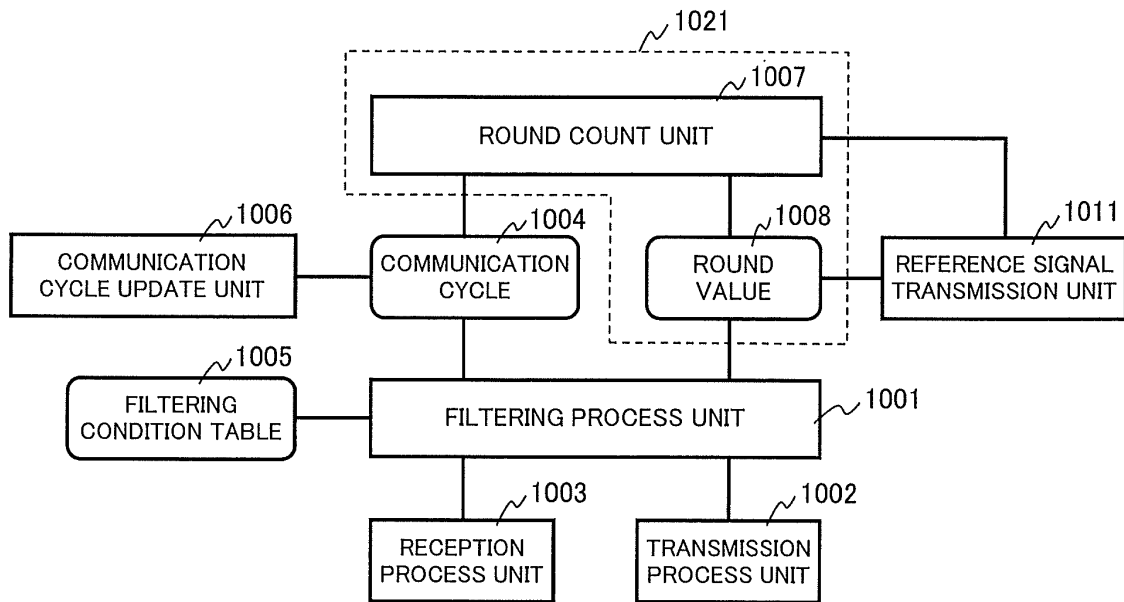 1021
1007
ROUND COUNT UNIT
1006
1004
1008
1011
COMMUNICATION
CYCLE UPDATE UNIT
COMMUNICATION
CYCLE
ROUND
VALUE
REFERENCE SIGNAL
TRANSMISSION UNIT
1005
FILTERING
CONDITION TABLE
FILTERING PROCESS UNIT
1001
1003
1002
RECEPTION
PROCESS UNIT
TRANSMISSION
PROCESS UNIT